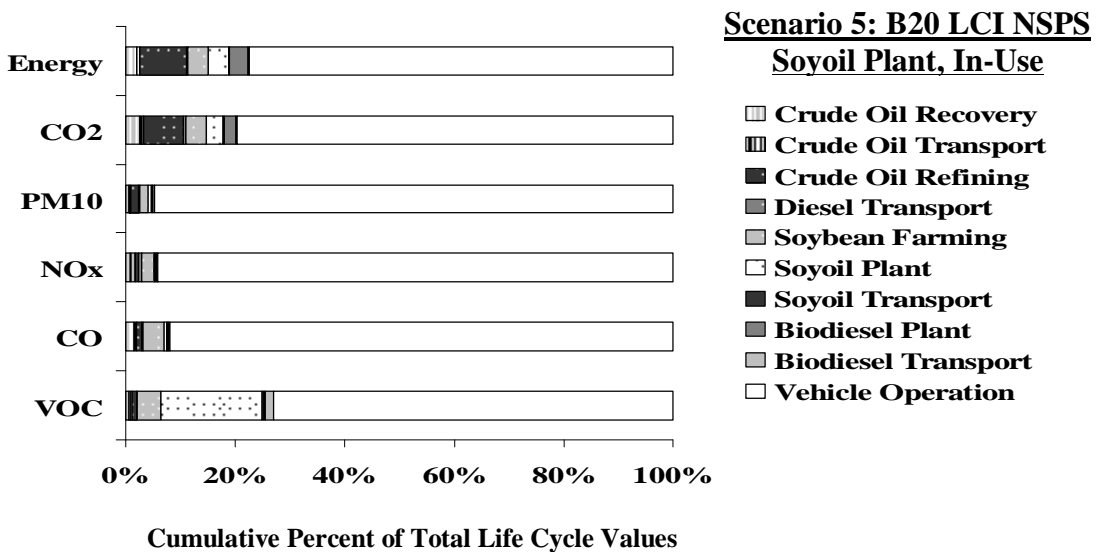 Scenario 5: B20 LCI NSPS
Soyoil Plant, In-Use
Energy
CO2
PM10
NOx
CO
VOC
0% 20% 40% 60% 80% 100%
Cumulative Percent of Total Life Cycle Values
Crude Oil Recovery
Crude Oil Transport
Crude Oil Refining
Diesel Transport
Soybean Farming
Soyoil Plant
Soyoil Transport
Biodiesel Plant
Biodiesel Transport
Vehicle Operation